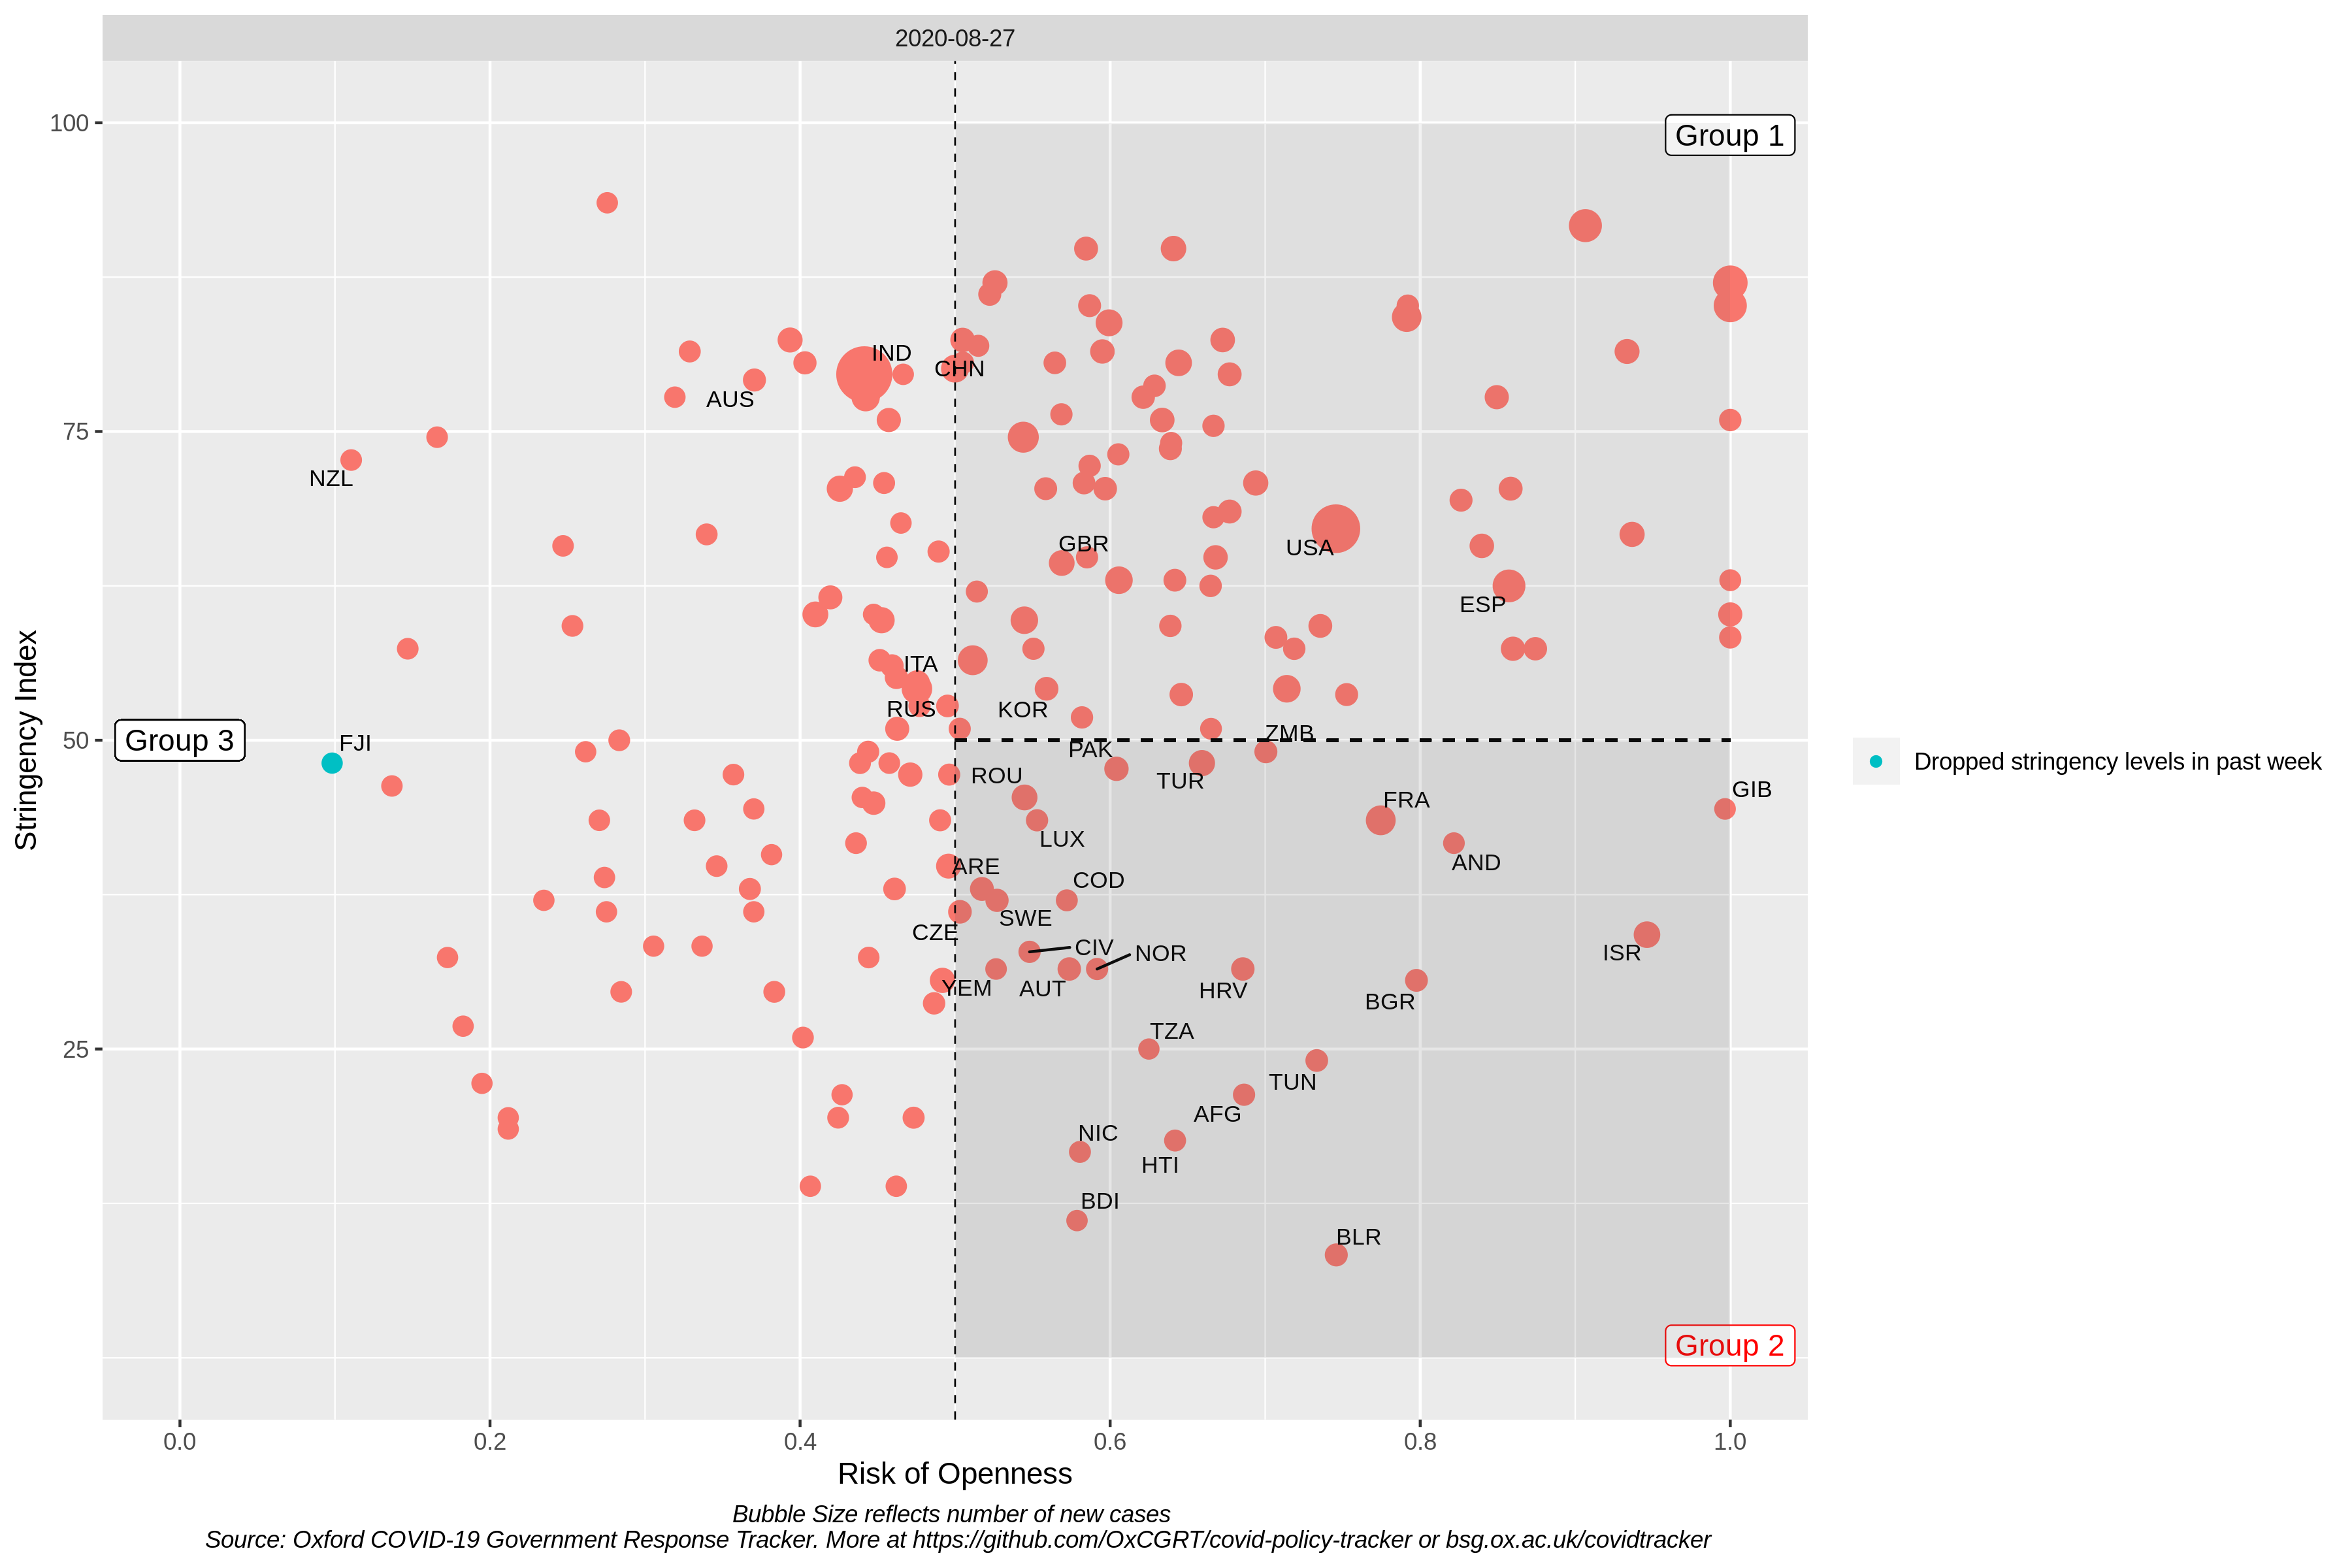 2020-08-27
100
Group 1
IND
CHN
AUS
75
NZL
GBR
USA
ESP
ITA
RUS
KOR
ZMB
Stringency Index
50
Group 3
FJI
PAK
ROU
TUR
Dropped stringency levels in past week
FRA
GIB
LUX
AND
ARE
COD
SWE
CZE
CIV
NOR
ISR
YEM
AUT
HRV
BGR
25
TZA
TUN
AFG
NIC
HTI
BDI
BLR
Group 2
0.0
0.2
0.4
0.6
0.8
1.0
Risk of Openness
Bubble Size reflects number of new cases
Source: Oxford COVID-19 Government Response Tracker. More at https://github.com/OxCGRT/covid-policy-tracker or bsg.ox.ac.uk/covidtracker